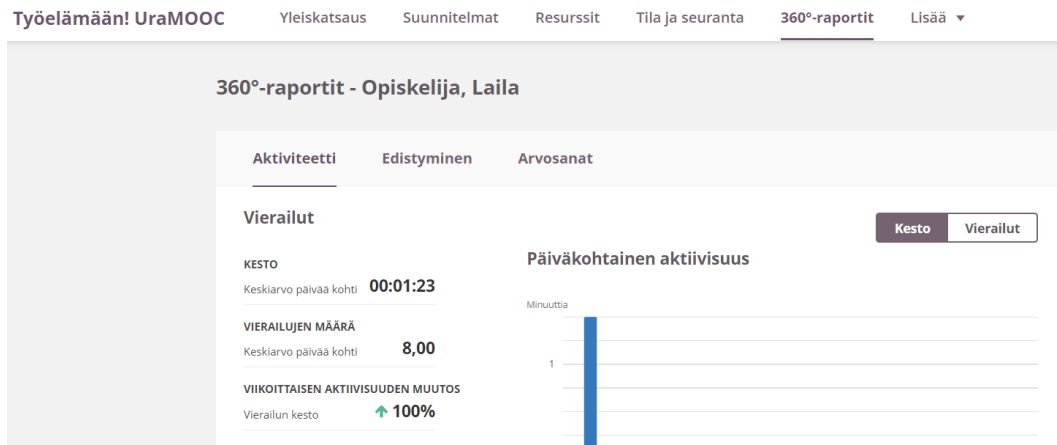 Työelämään! UraMOOC Yleiskatsaus Suunnitelmat Resurssit Tila ja seuranta 360°-raportit Lisää
360°-raportit - Opiskelija, Laila
Aktiviteetti Edistyminen Arvosanat
Vierailut
Kesto Vierailut
KESTO
Keskiarvo päivää kohti 00:01:23
VIERAILUJEN MÄÄRÄ
Keskiarvo päivää kohti 8,00
VIIKOITTAISEN AKTIIVISUUDEN MUUTOS
Vierailun kesto 100%
Päiväkohtainen aktiivisuus
Minuuttia
1